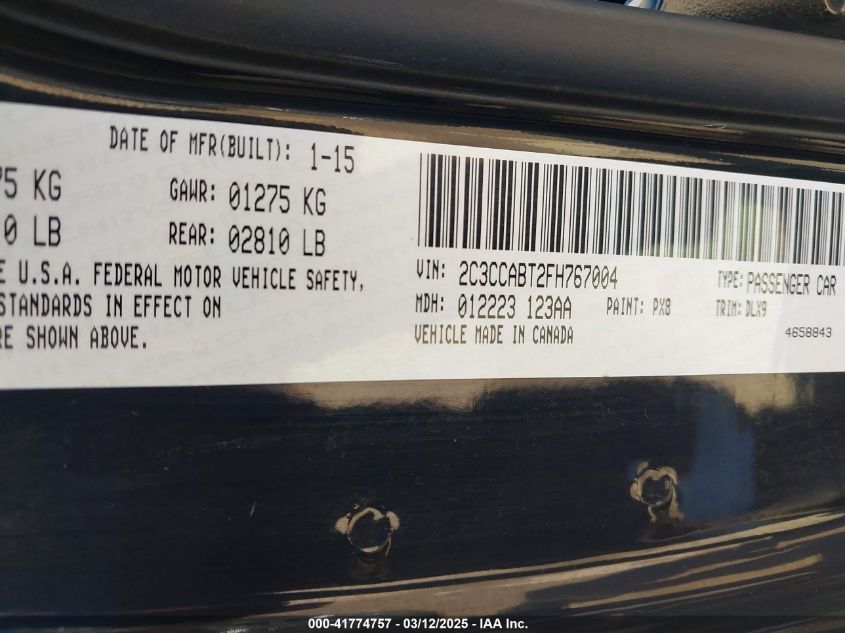 DATE OF MFR(BUILT): 1-15
75 KG GAWR: 01275 KG
0 LB REAR: 02810 LB
E U.S.A. FEDERAL MOTOR VEHICLE SAFETY,
STANDARDS IN EFFECT ON
RE SHOWN ABOVE.
VIN: 2C3CCABT2FH767004 TYPE: PASSENGER CAR
MDH: 012223 123AA PAINT: PX8 TRIM: DLX9
VEHICLE MADE IN CANADA 4658843
000-41774757 - 03/12/2025 - IAA Inc.